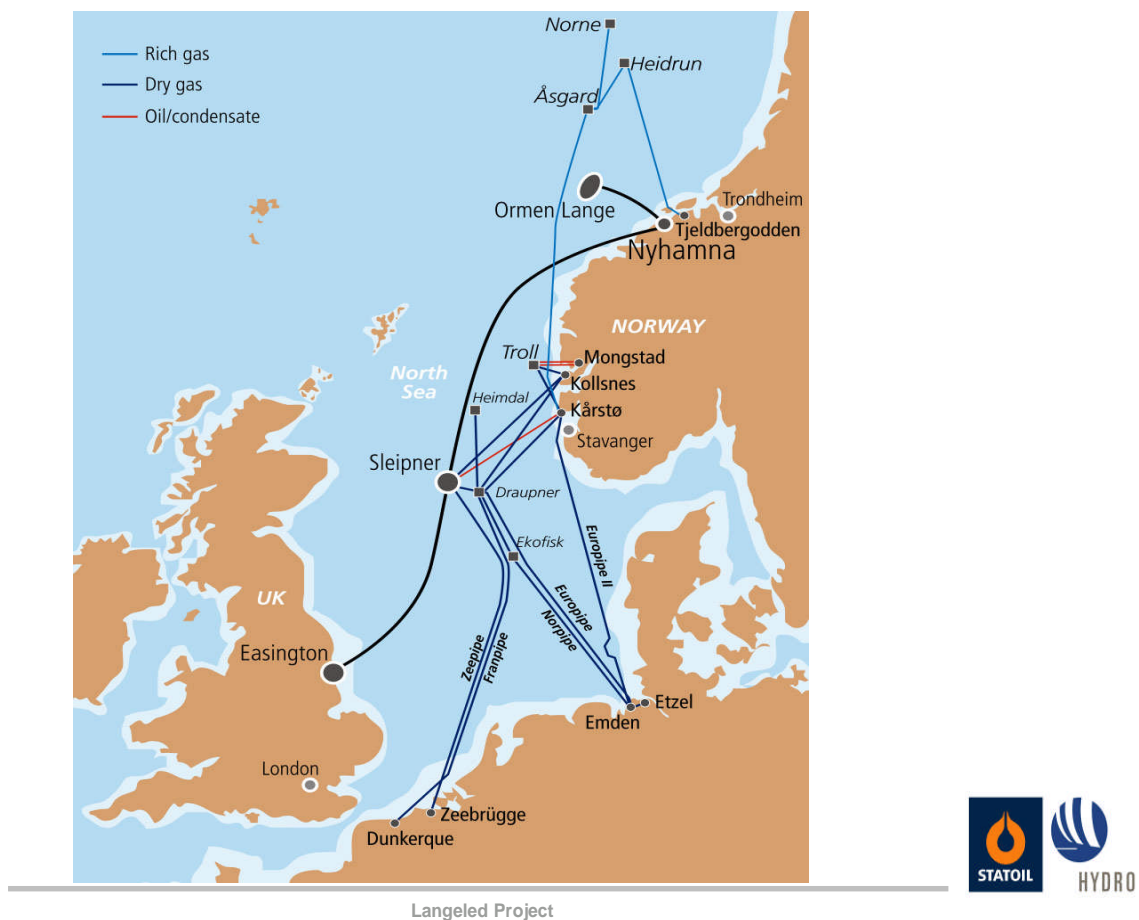 Norne
Rich gas
Heidrun
Dry gas
Åsgard
Oil/condensate
Trondheim
Ormen Lange
Tjeldbergodden
Nyhamna
NORWAY
Troll
Mongstad
North
Sea
Kollsnes
Heimdal
Kårstø
Stavanger
Sleipner
Draupner
Ekofisk
Europipe II
UK
Europipe
Norpipe
Zeepipe
Franpipe
Easington
Etzel
Emden
London
Zeebrügge
Dunkerque
STATOIL
HYDRO
Langeled Project